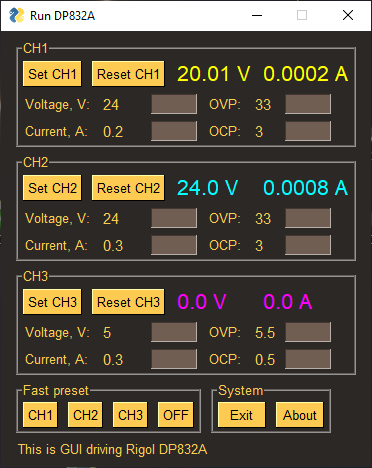 Run DP832A
CH1
Set CH1 Reset CH1 20.01 V 0.0002 A
Voltage, V: 24 OVP: 33
Current, A: 0.2 OCP: 3
CH2
Set CH2 Reset CH2 24.0 V 0.0008 A
Voltage, V: 24 OVP: 33
Current, A: 0.3 OCP: 3
CH3
Set CH3 Reset CH3 0.0 V 0.0 A
Voltage, V: 5 OVP: 5.5
Current, A: 0.3 OCP: 0.5
Fast preset System
CH1 CH2 CH3 OFF Exit About
This is GUI driving Rigol DP832A